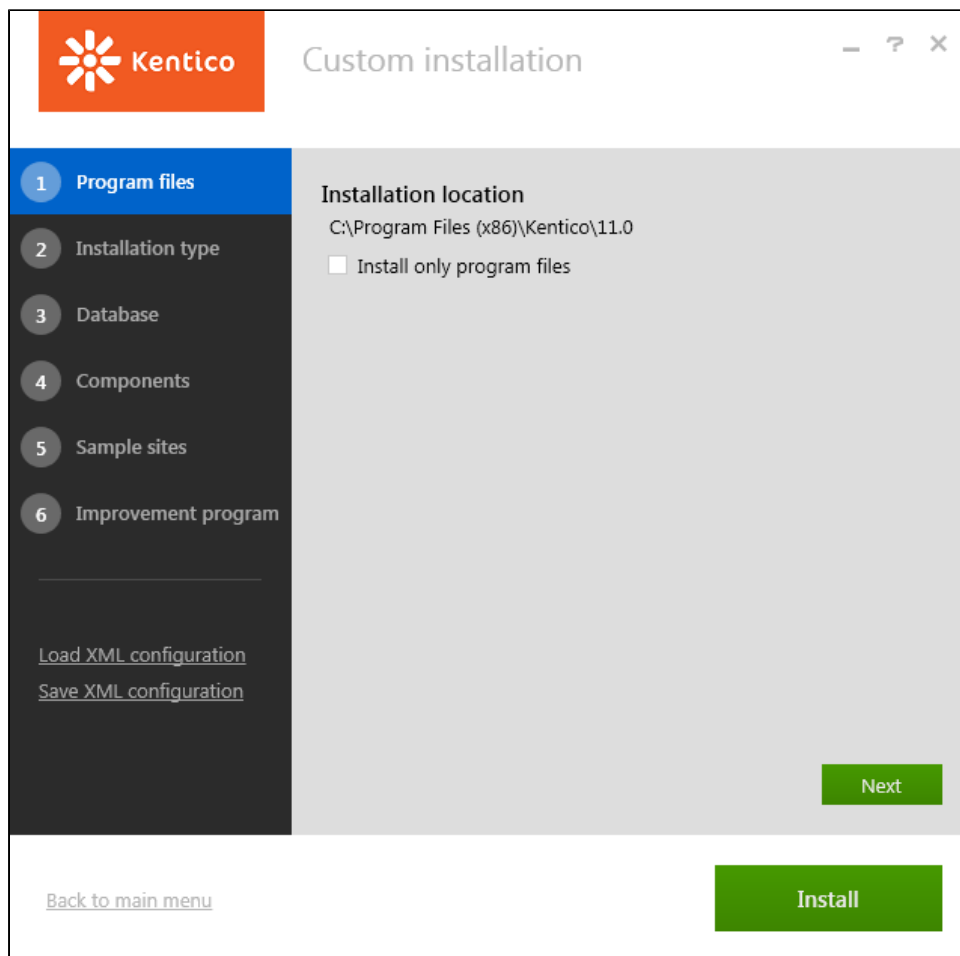 Kentico
Custom installation
1 Program files
2 Installation type
3 Database
4 Components
5 Sample sites
6 Improvement program
Load XML configuration
Save XML configuration
Installation location
C:\Program Files (x86)\Kentico\11.0
Install only program files
Next
Back to main menu
Install